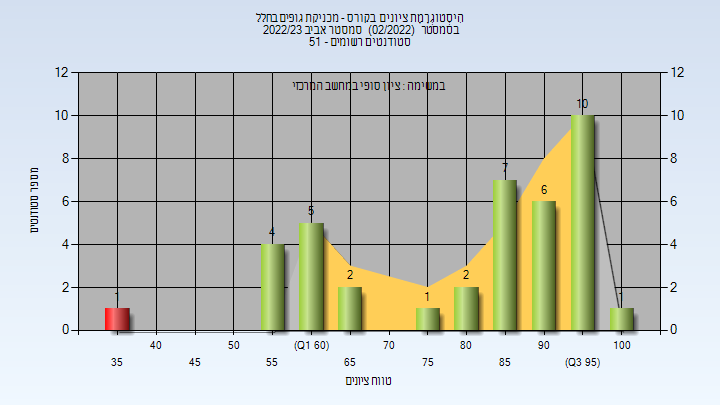 היסטוגרמת ציונים בקורס - מכניקת גופים בחלל
בסמסטר (02/2022) סמסטר אביב 2022/23
סטודנטים רשומים - 51
במשימה : ציון סופי במחשב המרכזי
12 12
10 10
8 8
6 6
4 4
2 2
0 0
1 4 5 2 1 2 7 6 10 1
מספר סטודנטים
40 50 (Q1 60) 70 80 90 100
35 45 55 65 75 85 (Q3 95)
טווח ציונים